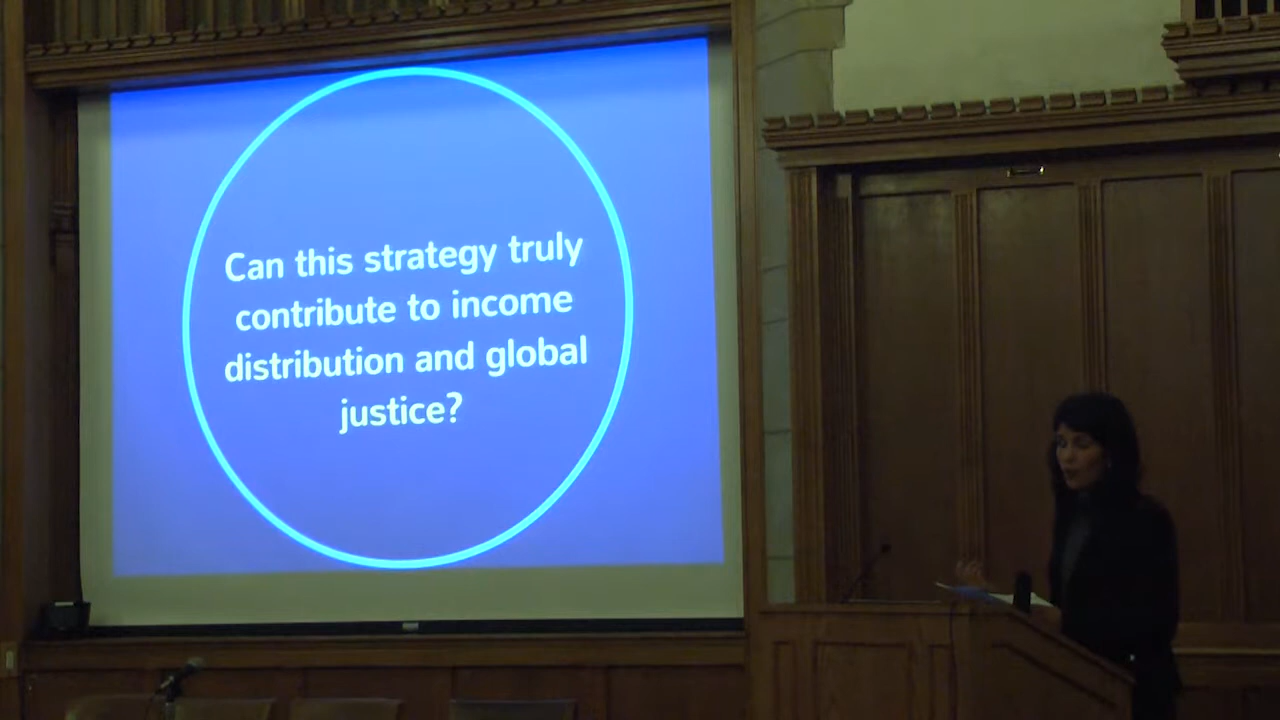 Can this strategy truly
contribute to income
distribution and global
justice?